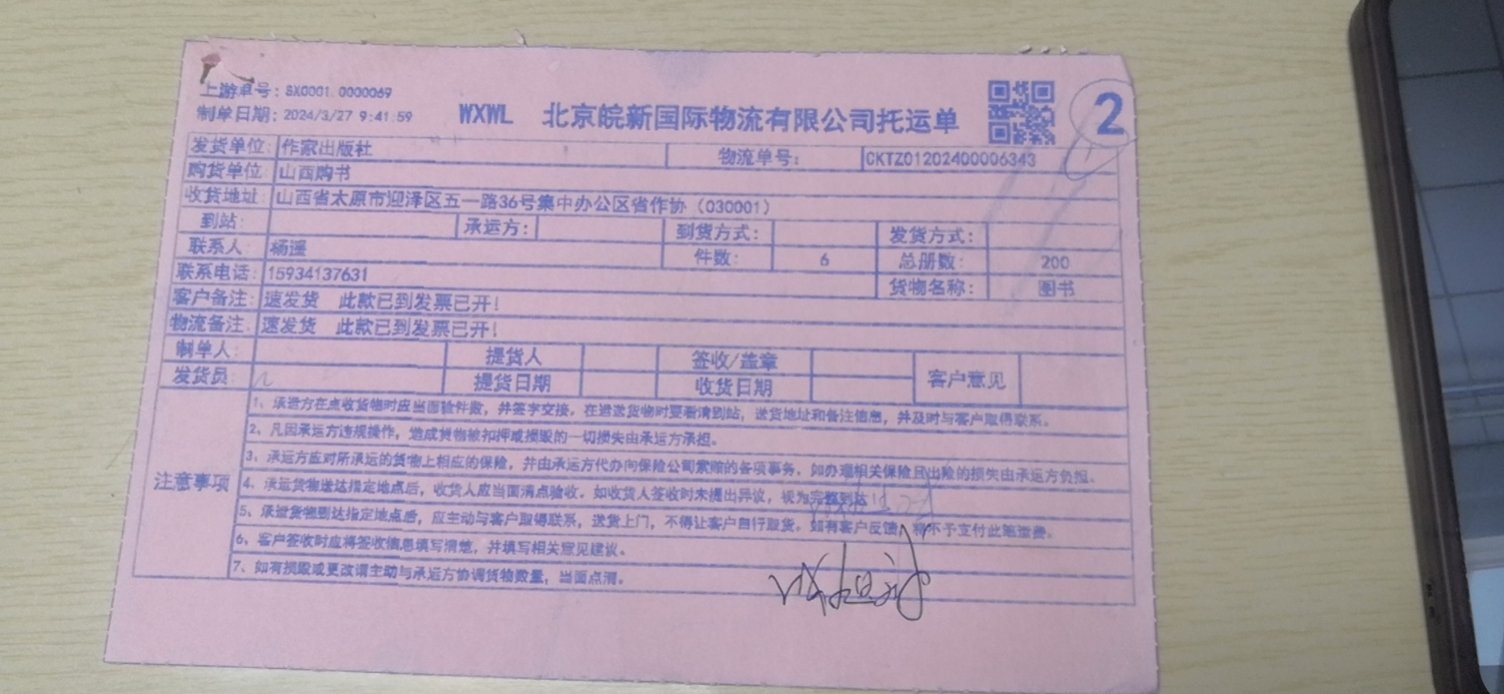 上游单号：SX0001.0000069
制单日期：2024/3/27 9:41:59
WXWL 北京皖新国际物流有限公司托运单
2
发货单位：作家出版社 物流单号： CKTZ01202400006343
购货单位：山西购书
收货地址：山西省太原市迎泽区五一路36号集中办公区省作协（030001）
到站： 承运方： 到货方式： 发货方式：
联系人：杨遥 件数： 6 总册数： 200
联系电话：15934137631 货物名称： 图书
客户备注：速发货 此款已到发票已开！
物流备注：速发货 此款已到发票已开！
制单人： 提货人 签收/盖章 客户意见
发货员： 提货日期 收货日期
注意事项
1、承运方在点收货物时应当面验件数，并签字交接，在运送货物时要看清到站，送货地址和备注信息，并及时与客户取得联系。
2、凡因承运方违规操作，造成货物被扣押或损毁的一切损失由承运方承担。
3、承运方应对所承运的货物上相应的保险，并由承运方代办向保险公司索赔的各项事务，如办理相关保险且出险的损失由承运方负担。
4、承运货物送达指定地点后，收货人应当面清点验收。如收货人签收时未提出异议，视为完整到达
5、承运货物到达指定地点后，应主动与客户取得联系，送货上门，不得让客户自行取货。如有客户反馈，将不予支付此笔运费。
6、客户签收时应将签收信息填写清楚，并填写相关意见建议。
7、如有损毁或更改请主动与承运方协调货物数量，当面点清。